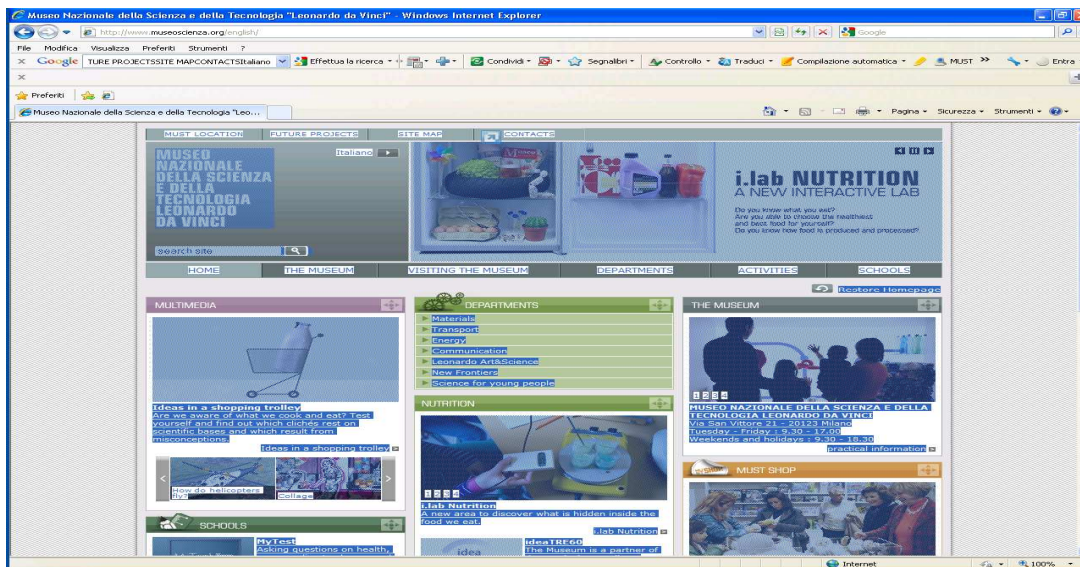 Museo Nazionale della Scienza e della Tecnologia "Leonardo da Vinci" - Windows Internet Explorer
http://www.museoscienza.org/english/
Google
File Modifica Visualizza Preferiti Strumenti ?
Google TURE PROJECTSSITE MAPCONTACTSItaliano Effettua la ricerca Condividi Segnalibri Controllo Traduci Compilazione automatica MUST Entra
Preferiti
Museo Nazionale della Scienza e della Tecnologia "Leo... Pagina Sicurezza Strumenti
MUST LOCATION FUTURE PROJECTS SITE MAP CONTACTS
MUSEO
NAZIONALE
DELLA SCIENZA
E DELLA
TECNOLOGIA
LEONARDO
DA VINCI
Italiano
search site
i.lab NUTRITION
A NEW INTERACTIVE LAB
Do you know what you eat?
Are you able to choose the healthiest
and best food for yourself?
Do you know how food is produced and processed?
HOME THE MUSEUM VISITING THE MUSEUM DEPARTMENTS ACTIVITIES SCHOOLS
Restore Homepage
MULTIMEDIA
Ideas in a shopping trolley
Are we aware of what we cook and eat? Test
yourself and find out which clichés rest on
scientific bases and which result from
misconceptions.
Ideas in a shopping trolley
How do helicopters
fly?
Collage
SCHOOLS
MyTest
Asking questions on health,
DEPARTMENTS
Materials
Transport
Energy
Communication
Leonardo Art&Science
New Frontiers
Science for young people
NUTRITION
1 2 3 4
i.lab Nutrition
A new area to discover what is hidden inside the
food we eat.
i.lab Nutrition
idea
ideaTRE60
The Museum is a partner of
THE MUSEUM
1 2 3 4
MUSEO NAZIONALE DELLA SCIENZA E DELLA
TECNOLOGIA LEONARDO DA VINCI
Via San Vittore 21 - 20123 Milano
Tuesday - Friday : 9.30 - 17.00
Weekends and holidays : 9.30 - 18.30
practical information
MUST SHOP
Internet 100%